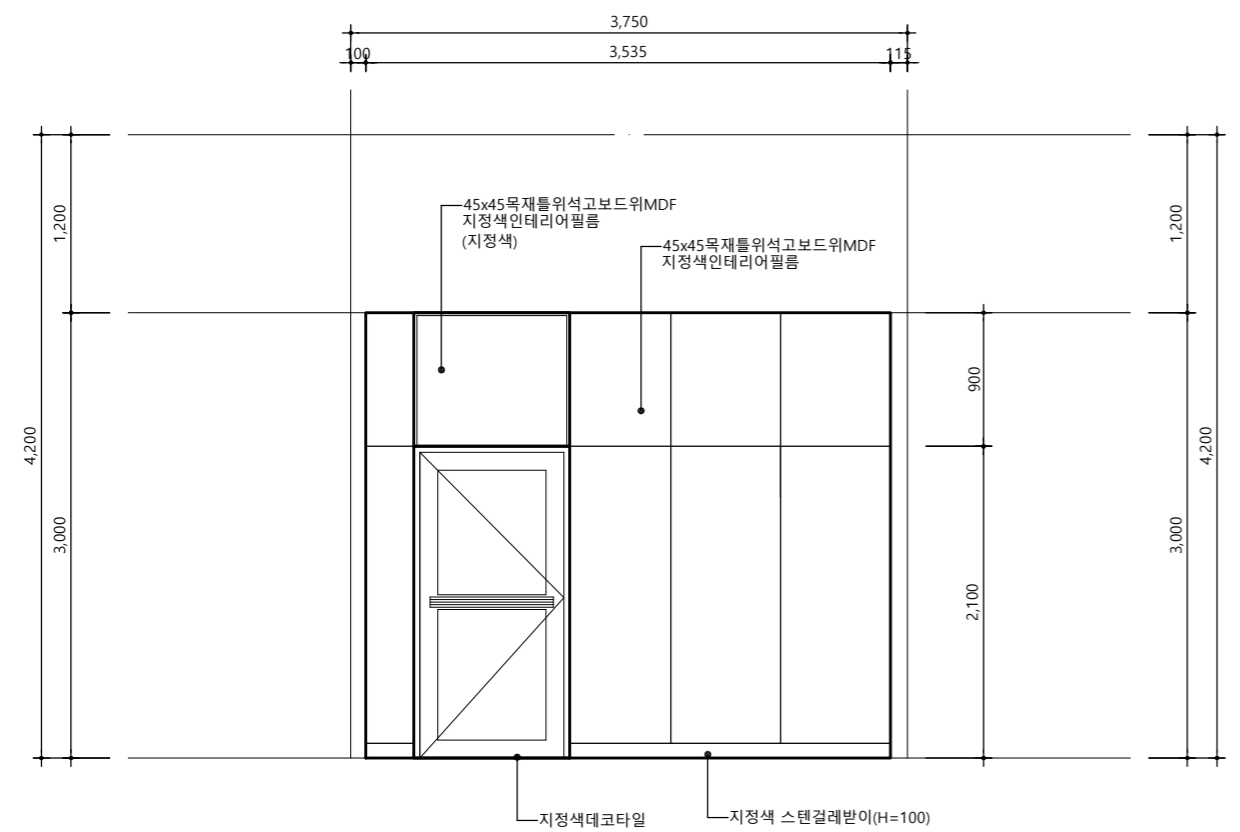 3,750
100
3,535
115
1,200
1,200
45x45목재틀위석고보드위MDF
지정색인테리어필름
(지정색)
45x45목재틀위석고보드위MDF
지정색인테리어필름
900
4,200
4,200
3,000
3,000
2,100
지정색데코타일
지정색 스텐걸레받이(H=100)